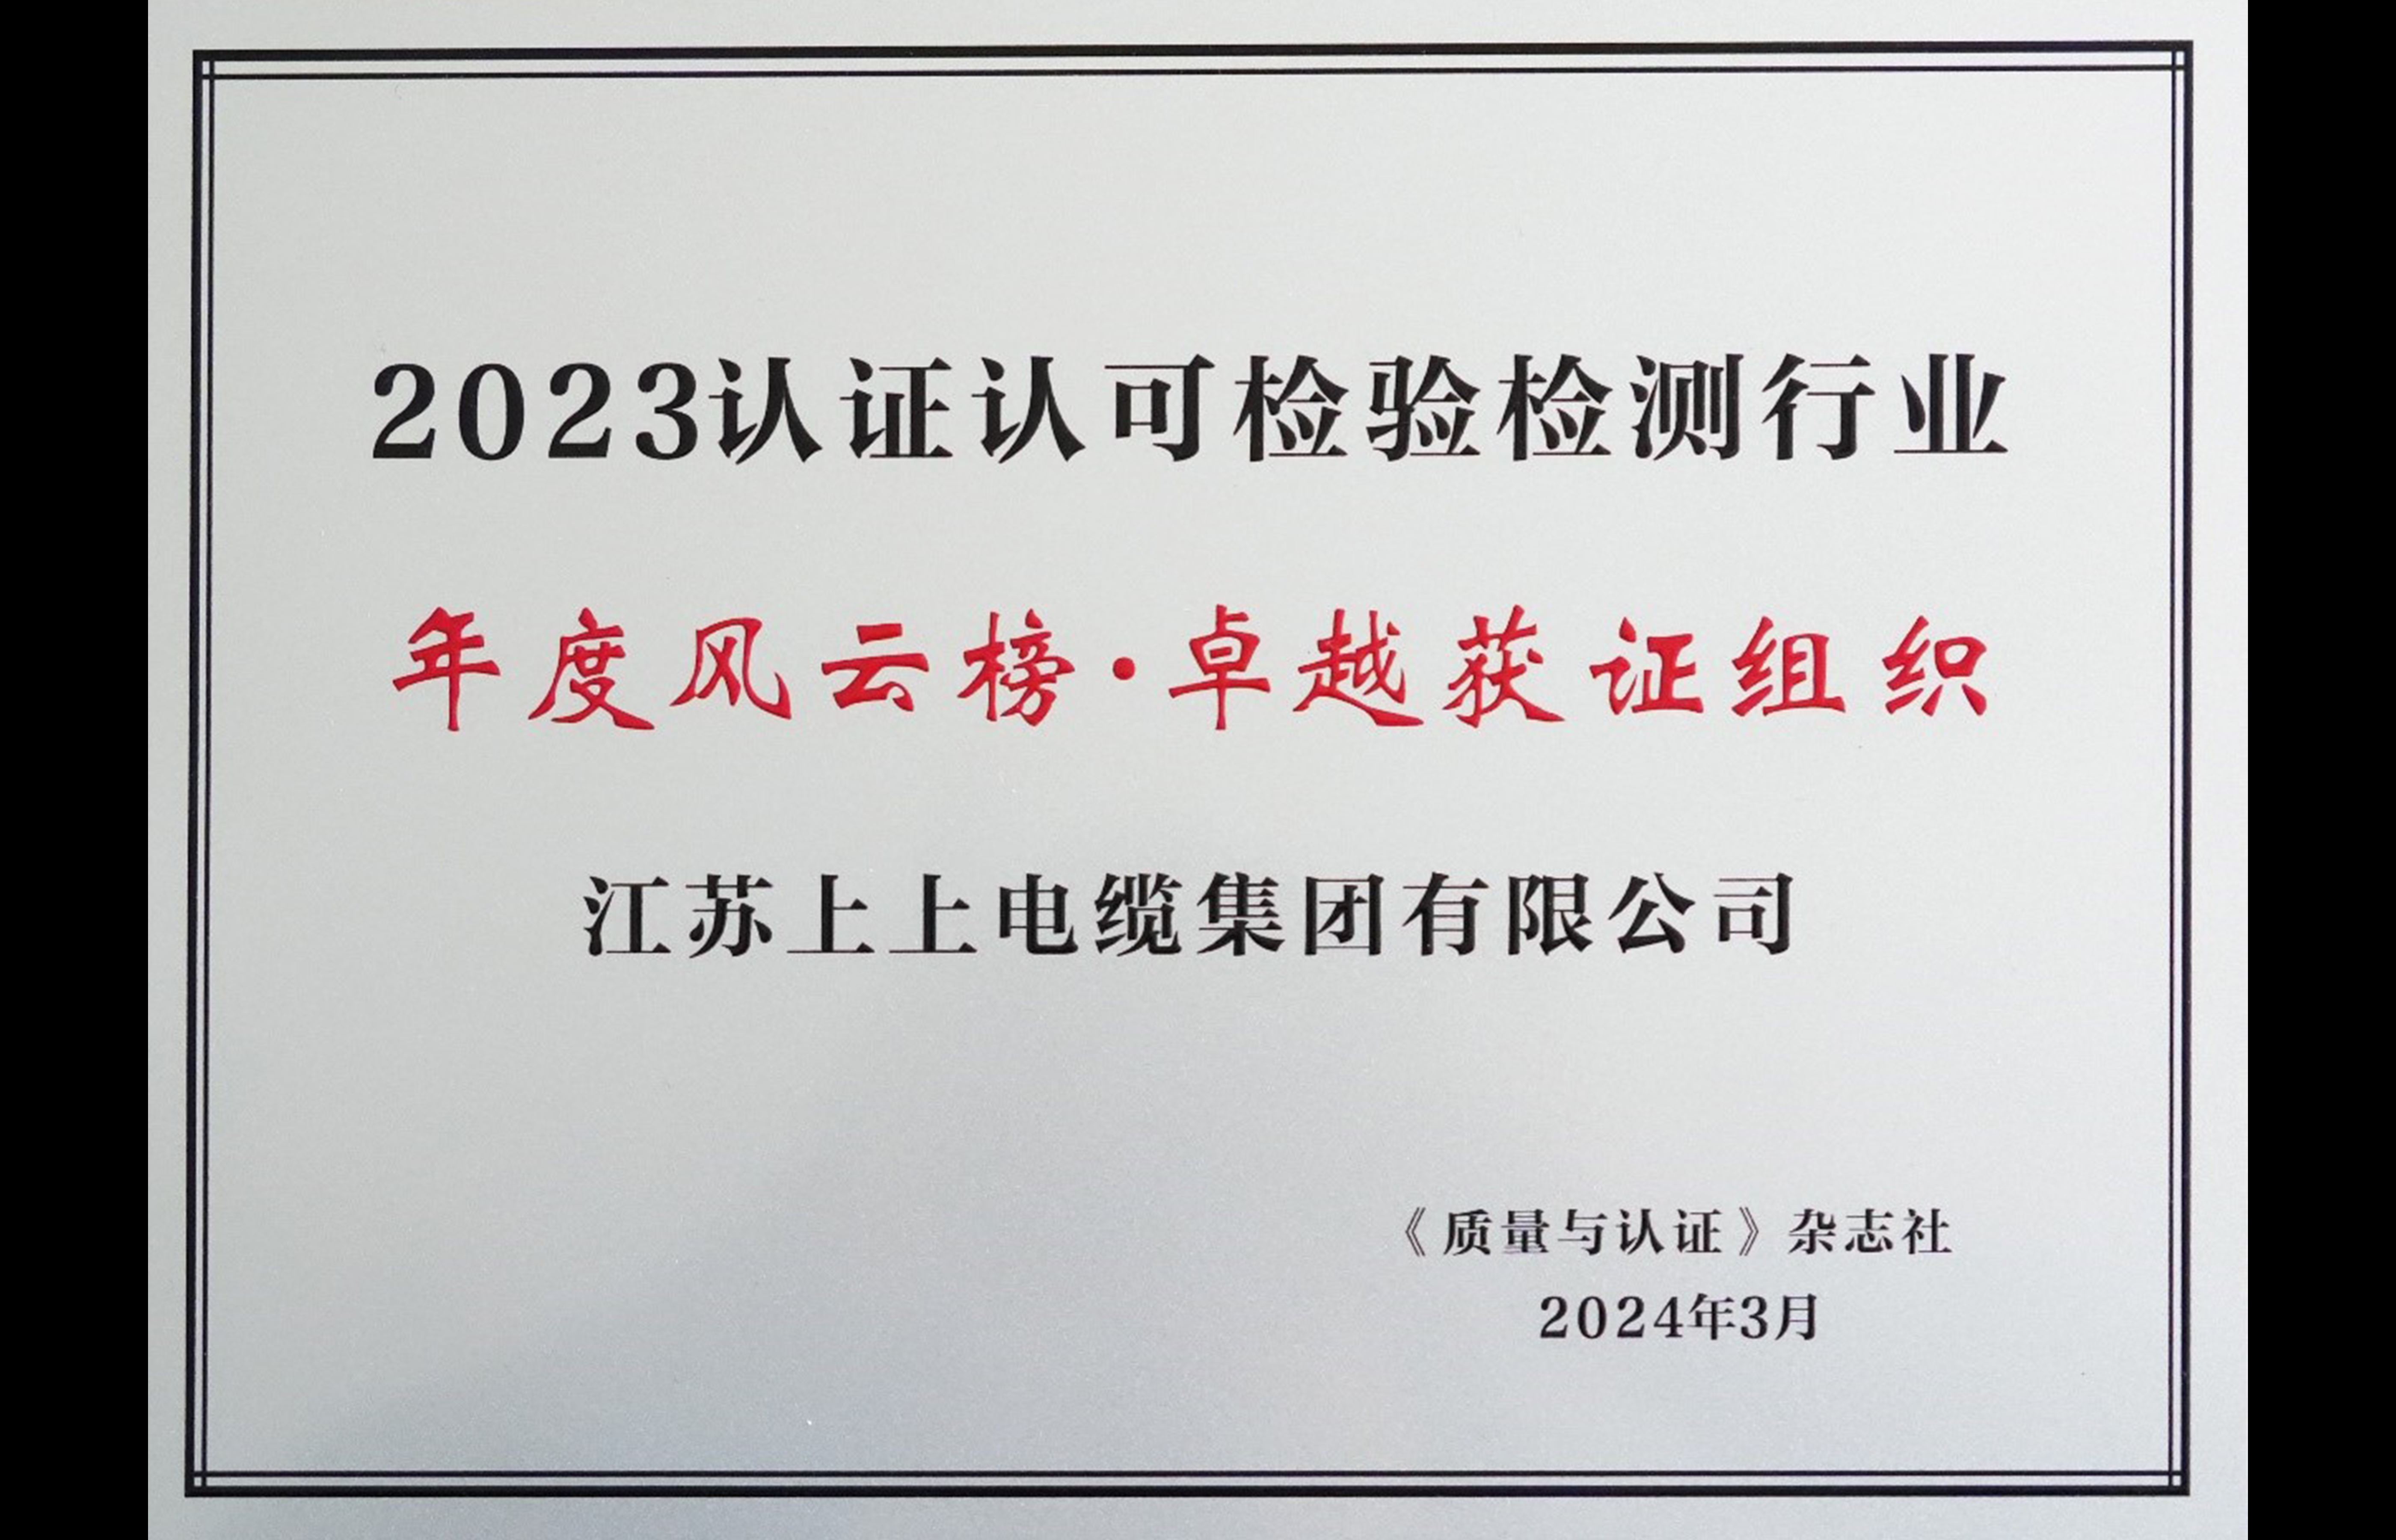 2023认证认可检验检测行业
年度风云榜·卓越获证组织
江苏上上电缆集团有限公司
《质量与认证》杂志社
2024年3月